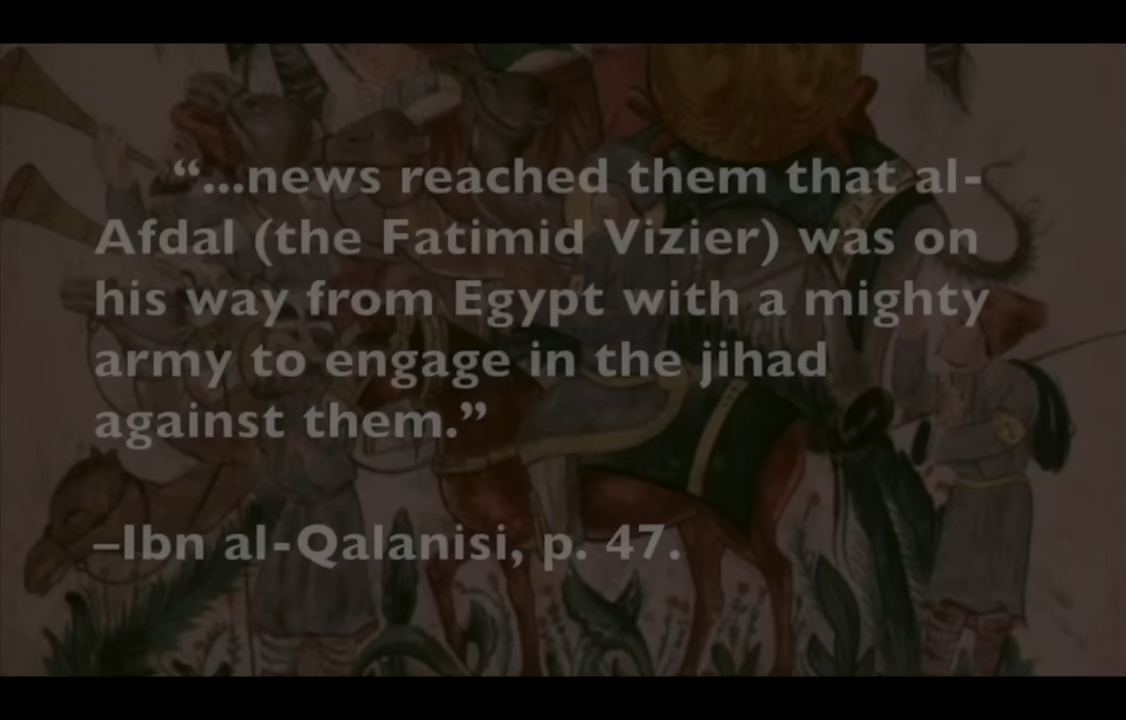 “...news reached them that al-
Afdal (the Fatimid Vizier) was on
his way from Egypt with a mighty
army to engage in the jihad
against them.”
–Ibn al-Qalanisi, p. 47.